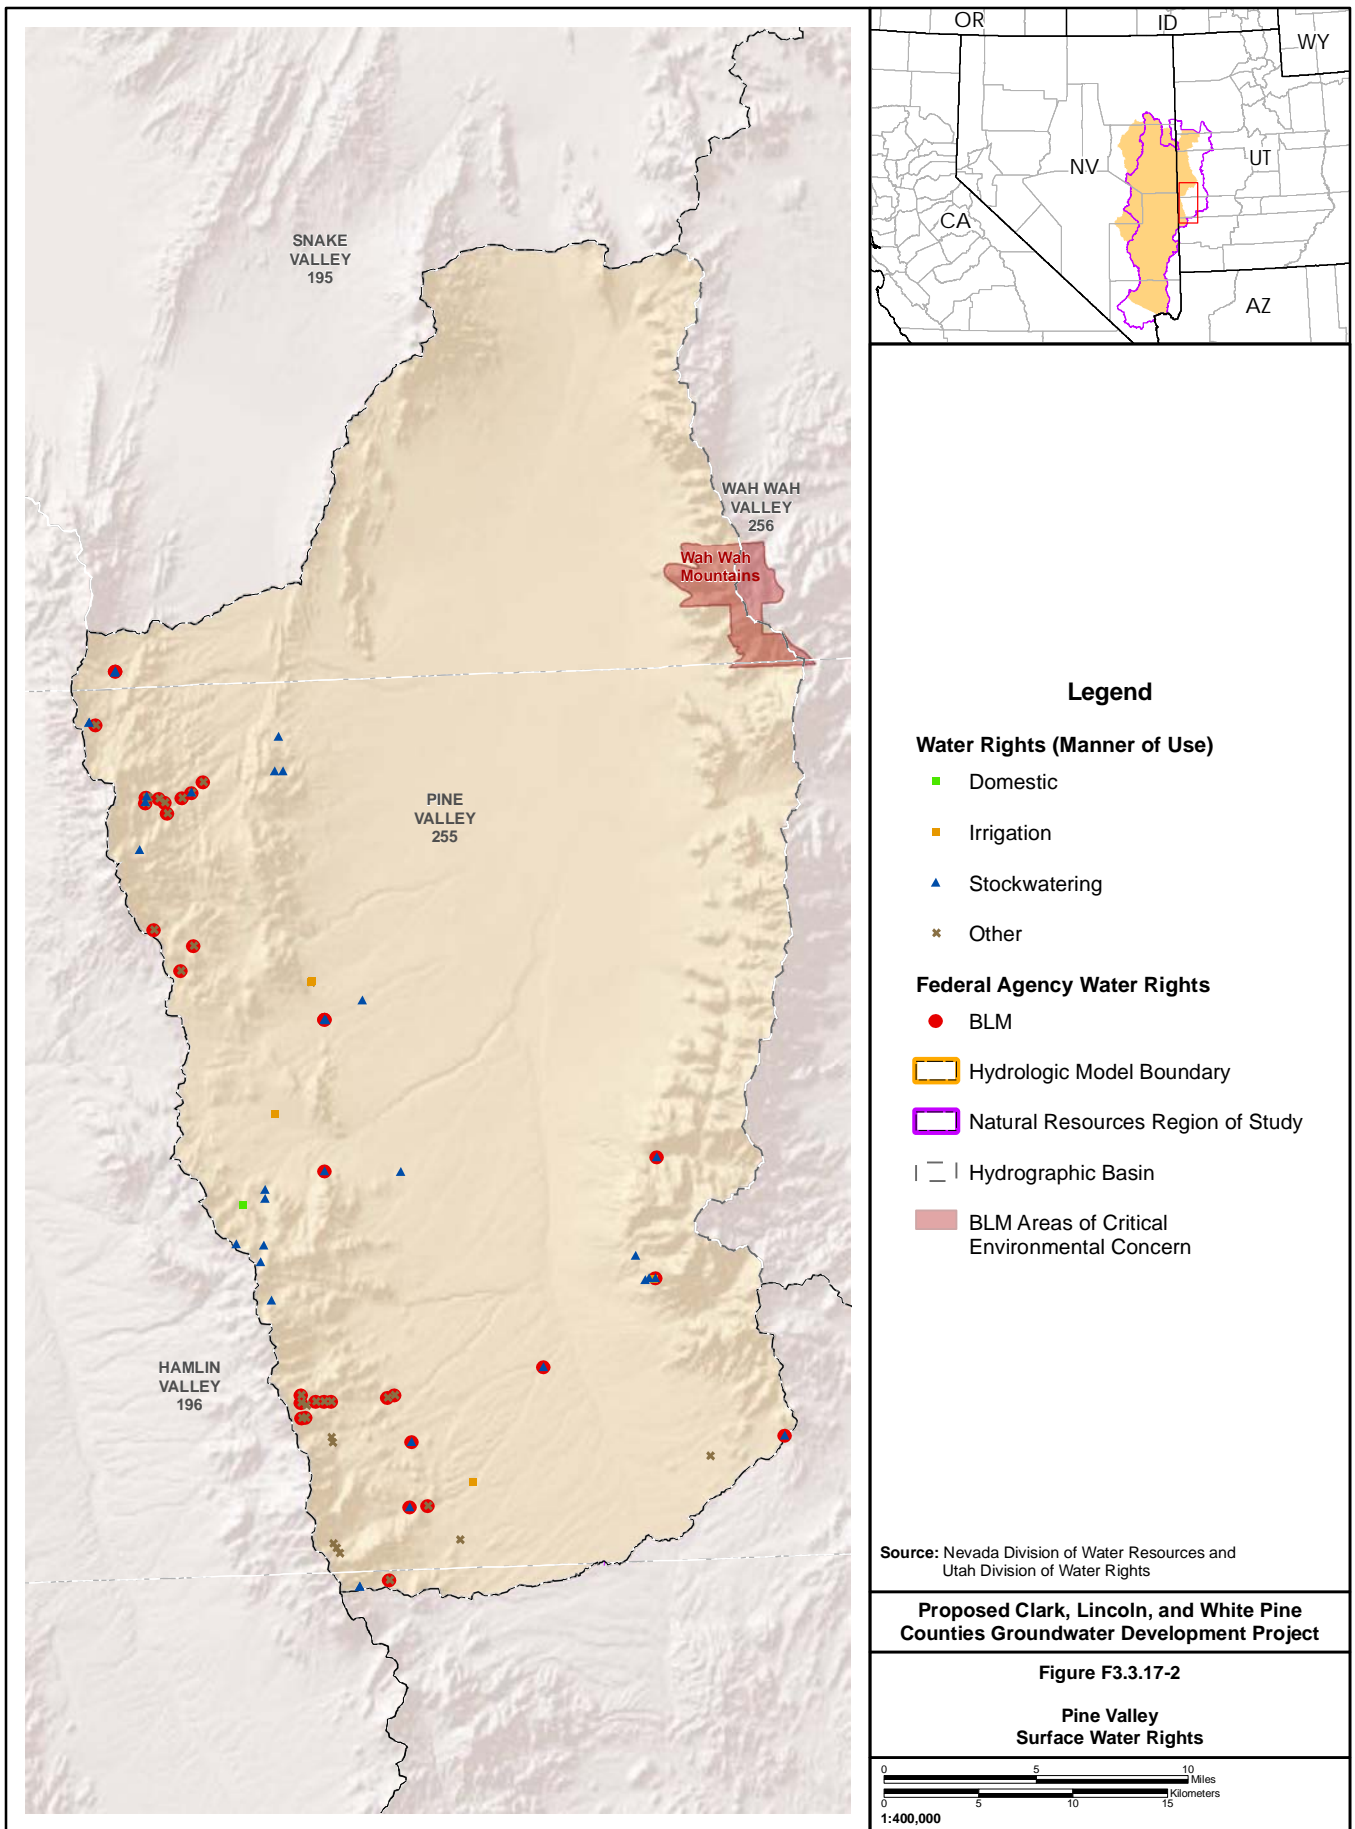 SNAKE
VALLEY
195
WAH WAH
VALLEY
256
Wah Wah
Mountains
PINE
VALLEY
255
HAMLIN
VALLEY
196
OR
ID
WY
NV
UT
CA
AZ
Legend
Water Rights (Manner of Use)
Domestic
Irrigation
Stockwatering
Other
Federal Agency Water Rights
BLM
Hydrologic Model Boundary
Natural Resources Region of Study
Hydrographic Basin
BLM Areas of Critical
Environmental Concern
Source: Nevada Division of Water Resources and
Utah Division of Water Rights
Proposed Clark, Lincoln, and White Pine
Counties Groundwater Development Project
Figure F3.3.17-2
Pine Valley
Surface Water Rights
0 5 10
Miles
Kilometers
0 5 10 15
1:400,000